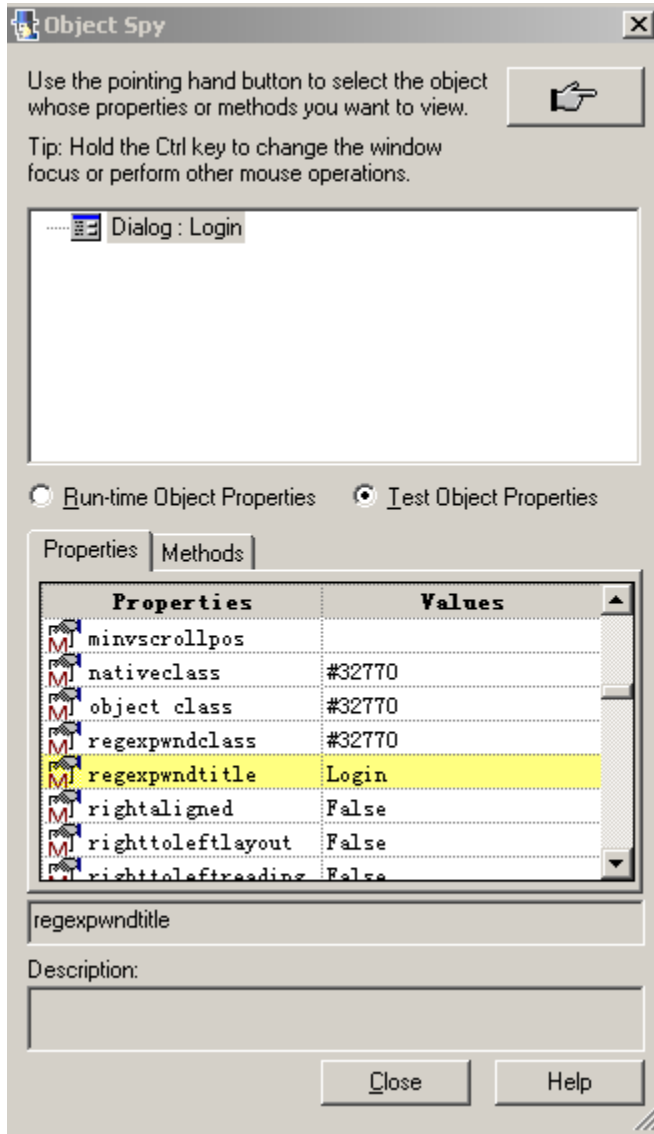 Object Spy
Use the pointing hand button to select the object
whose properties or methods you want to view.
Tip: Hold the Ctrl key to change the window
focus or perform other mouse operations.
Dialog : Login
Run-time Object Properties
Test Object Properties
Properties
Methods
Properties Values
minvscrollpos
nativeclass #32770
object class #32770
regexpwndclass #32770
regexpwndtitle Login
rightaligned False
righttoleftlayout False
righttoleftreading False
regexpwndtitle
Description:
Close
Help